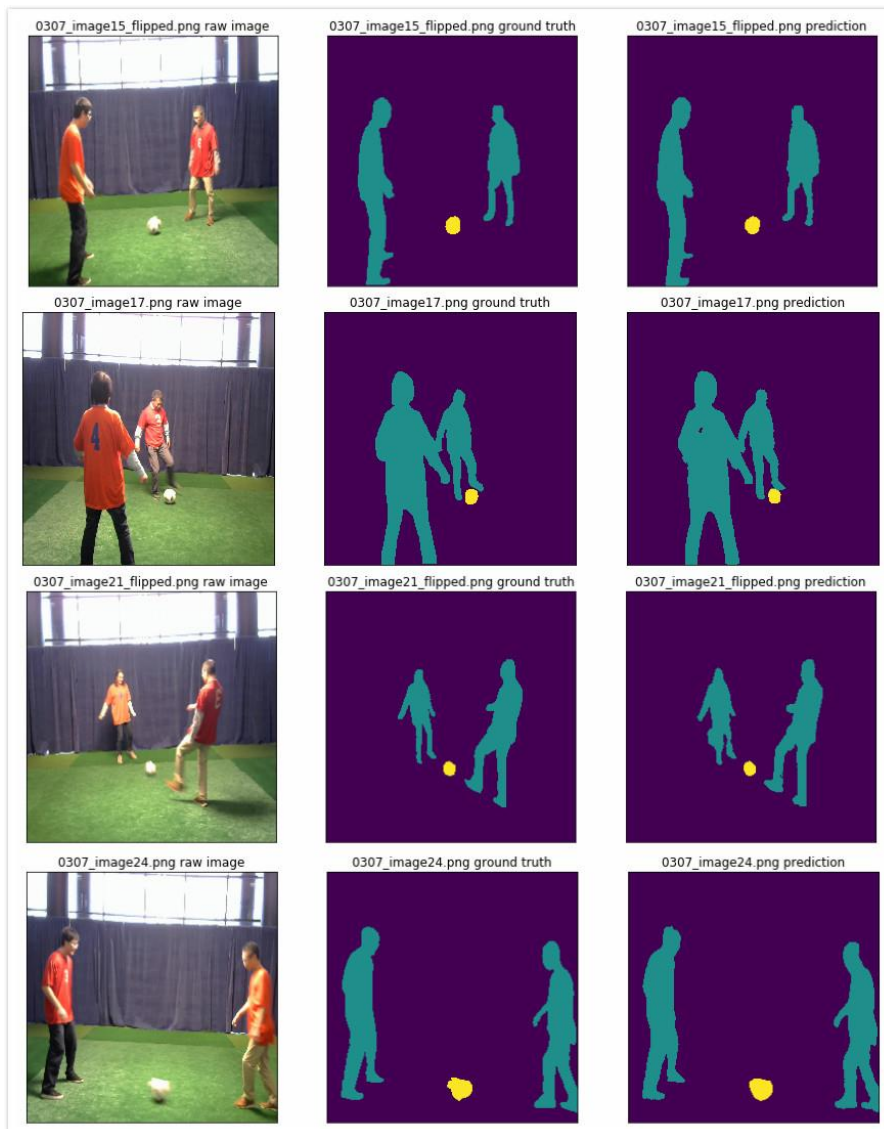 0307_image15_flipped.png raw image
0307_image15_flipped.png ground truth
0307_image15_flipped.png prediction
0307_image17.png raw image
0307_image17.png ground truth
0307_image17.png prediction
4
0307_image21_flipped.png raw image
0307_image21_flipped.png ground truth
0307_image21_flipped.png prediction
0307_image24.png raw image
0307_image24.png ground truth
0307_image24.png prediction